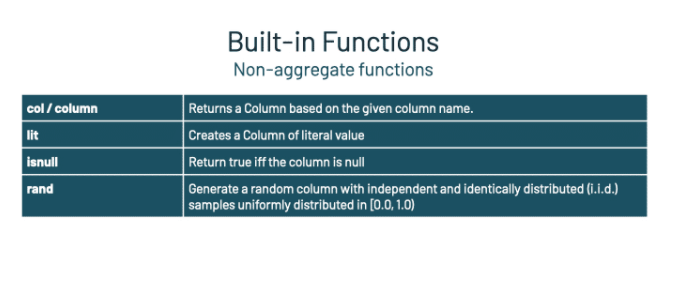 Built-in Functions
Non-aggregate functions
col / column Returns a Column based on the given column name.
lit Creates a Column of literal value
isnull Return true iff the column is null
rand Generate a random column with independent and identically distributed (i.i.d.)
samples uniformly distributed in [0.0, 1.0)